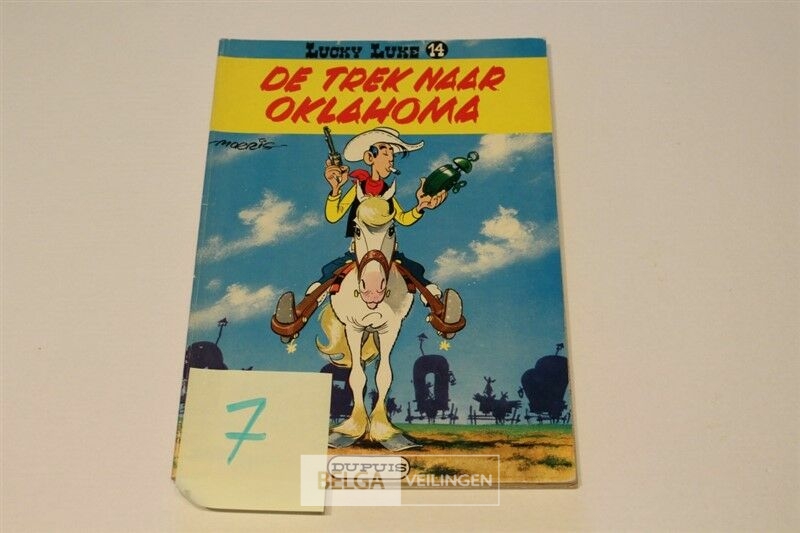 LUCKY LUKE 14
DE TREK NAAR
OKLAHOMA
MORRIS
7
DUPUIS
BELGA VEILINGEN